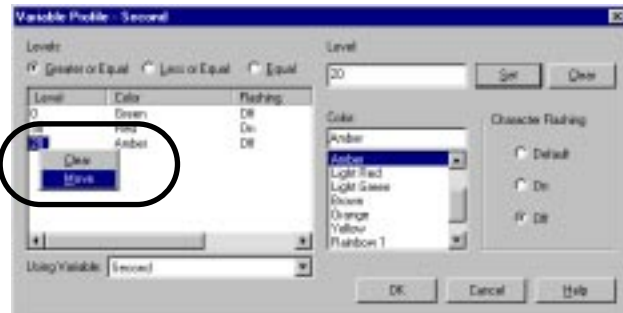 Variable Profile - Second
Levels:
Greater or Equal Less or Equal Equal
Level Color Flashing
0 Green Off
Red On
20 Amber Off
Clear
Move
Using Variable: Second
Level:
20
Set Clear
Color:
Amber
Amber
Light Red
Light Green
Brown
Orange
Yellow
Rainbow 1
Character Flashing
Default
On
Off
OK Cancel Help